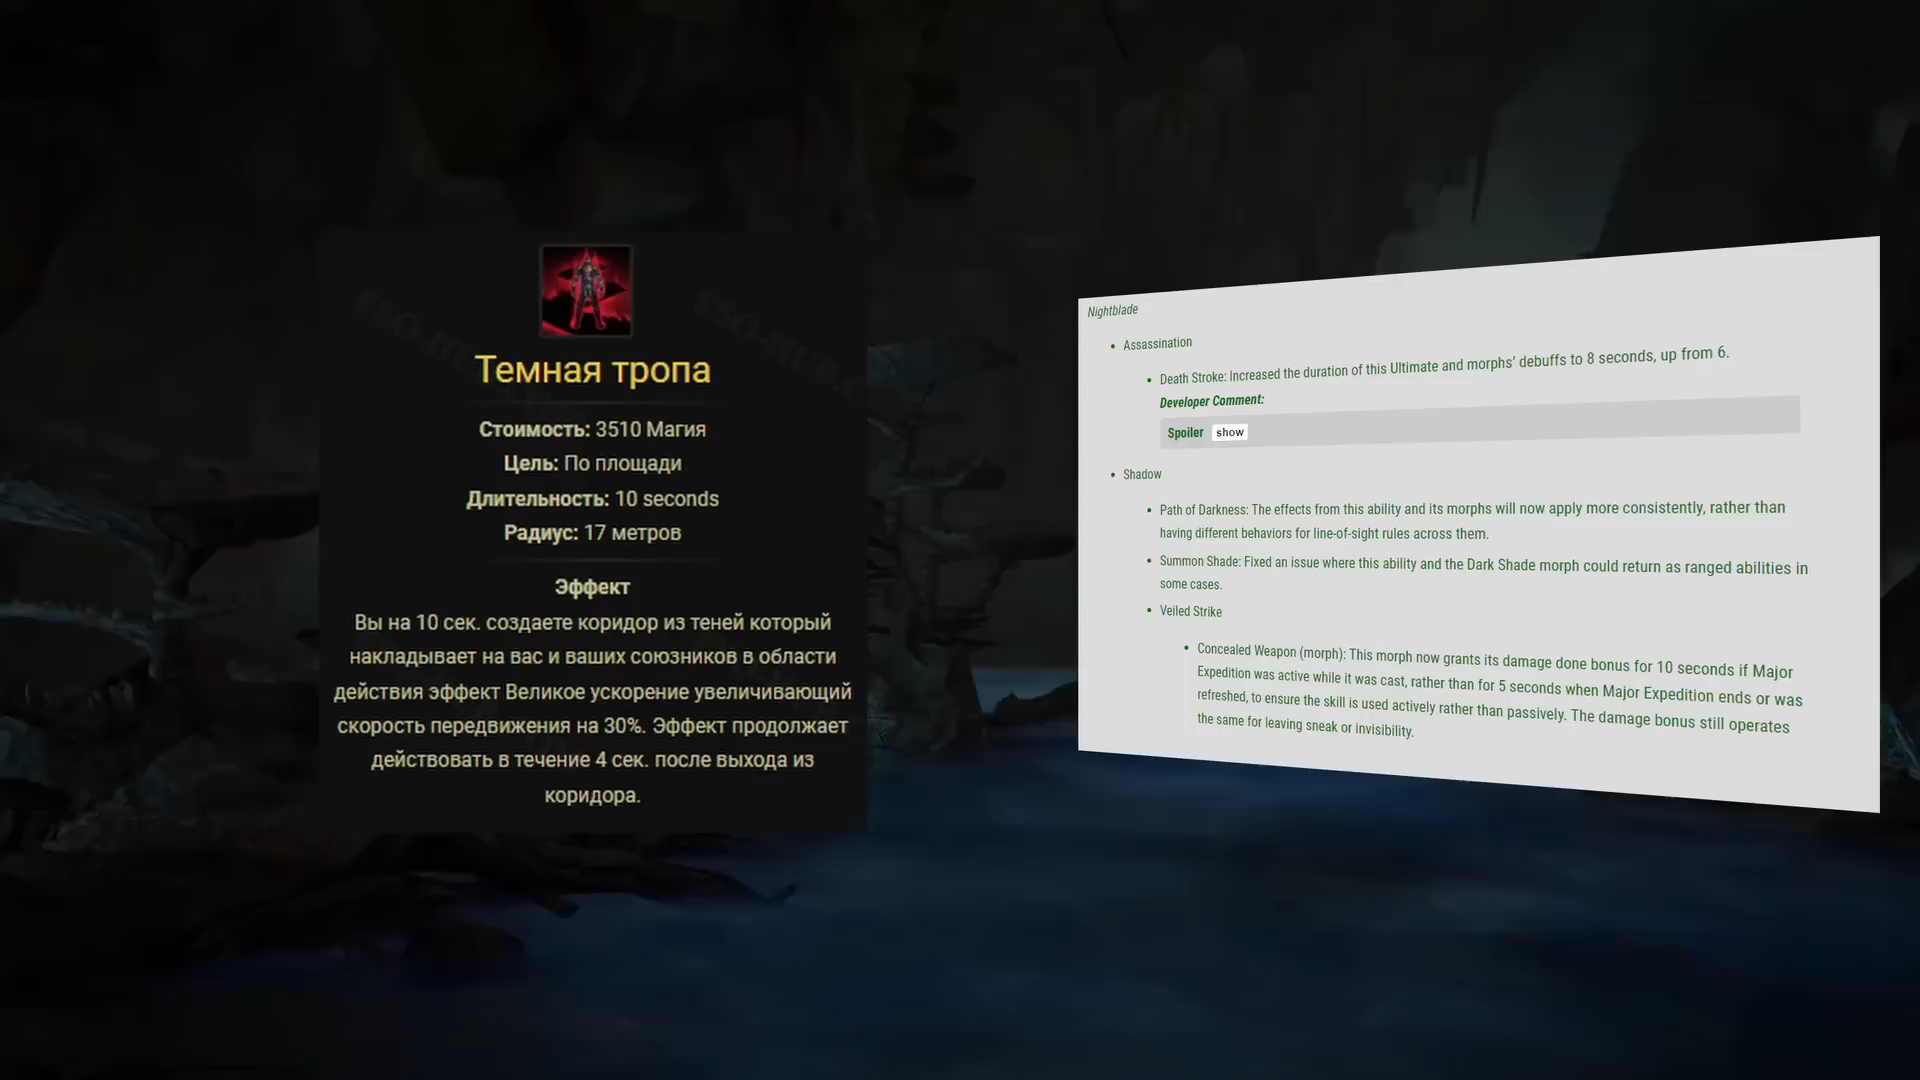 Темная тропа
Стоимость: 3510 Магия
Цель: По площади
Длительность: 10 seconds
Радиус: 17 метров
Эффект
Вы на 10 сек. создаете коридор из теней который
накладывает на вас и ваших союзников в области
действия эффект Великое ускорение увеличивающий
скорость передвижения на 30%. Эффект продолжает
действовать в течение 4 сек. после выхода из
коридора.
Nightblade
Assassination
Death Stroke: Increased the duration of this Ultimate and morphs' debuffs to 8 seconds, up from 6.
Developer Comment:
Spoiler show
Shadow
Path of Darkness: The effects from this ability and its morphs will now apply more consistently, rather than
having different behaviors for line-of-sight rules across them.
Summon Shade: Fixed an issue where this ability and the Dark Shade morph could return as ranged abilities in
some cases.
Veiled Strike
Concealed Weapon (morph): This morph now grants its damage done bonus for 10 seconds if Major
Expedition was active while it was cast, rather than for 5 seconds when Major Expedition ends or was
refreshed, to ensure the skill is used actively rather than passively. The damage bonus still operates
the same for leaving sneak or invisibility.